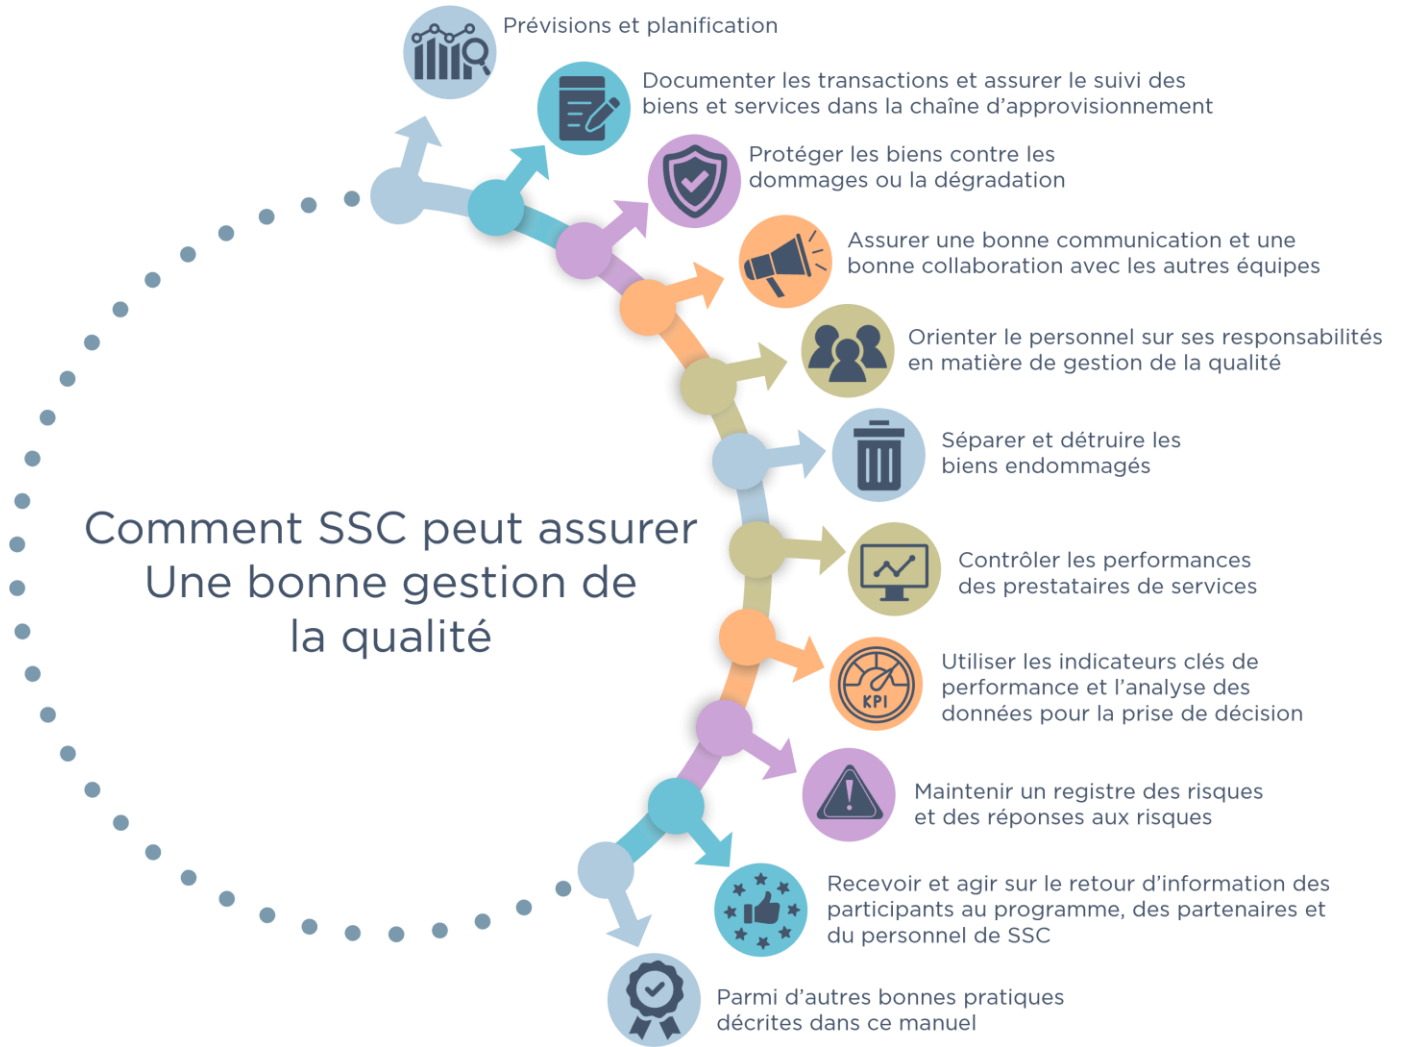 Prévisions et planification
Documenter les transactions et assurer le suivi des
biens et services dans la chaîne d’approvisionnement
Protéger les biens contre les
dommages ou la dégradation
Assurer une bonne communication et une
bonne collaboration avec les autres équipes
Orienter le personnel sur ses responsabilités
en matière de gestion de la qualité
Séparer et détruire les
biens endommagés
Comment SSC peut assurer
Une bonne gestion de
la qualité
Contrôler les performances
des prestataires de services
KPI
Utiliser les indicateurs clés de
performance et l’analyse des
données pour la prise de décision
Maintenir un registre des risques
et des réponses aux risques
Recevoir et agir sur le retour d’information des
participants au programme, des partenaires et
du personnel de SSC
Parmi d’autres bonnes pratiques
décrites dans ce manuel